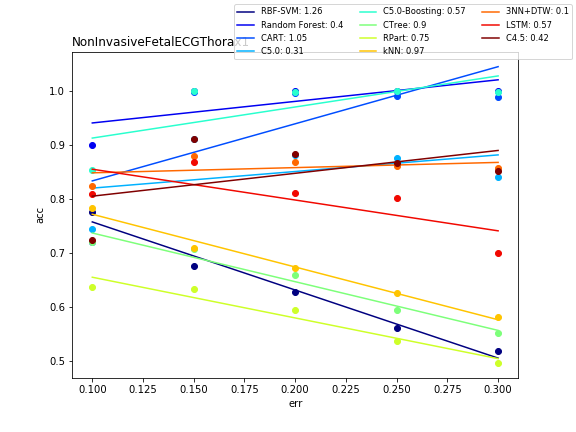 RBF-SVM: 1.26
Random Forest: 0.4
CART: 1.05
C5.0: 0.31
C5.0-Boosting: 0.57
CTree: 0.9
RPart: 0.75
kNN: 0.97
3NN+DTW: 0.1
LSTM: 0.57
C4.5: 0.42
NonInvasiveFetalECGThorax1
1.0
0.9
0.8
0.7
0.6
0.5
acc
0.100 0.125 0.150 0.175 0.200 0.225 0.250 0.275 0.300
err